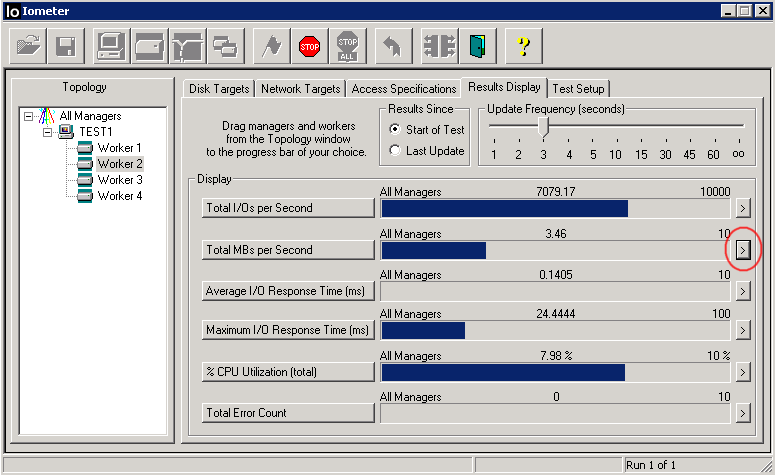 Io Iometer
STOP
STOP ALL
?
Topology
All Managers
TEST1
Worker 1
Worker 2
Worker 3
Worker 4
Disk Targets Network Targets Access Specifications Results Display Test Setup
Drag managers and workers
from the Topology window
to the progress bar of your choice.
Results Since
Start of Test
Last Update
Update Frequency (seconds)
1 2 3 4 5 10 15 30 45 60 oo
Display
All Managers 7079.17 10000
Total I/Os per Second >
All Managers 3.46 10
Total MBs per Second >
All Managers 0.1405 10
Average I/O Response Time (ms) >
All Managers 24.4444 100
Maximum I/O Response Time (ms) >
All Managers 7.98 % 10 %
% CPU Utilization (total) >
All Managers 0 10
Total Error Count >
Run 1 of 1